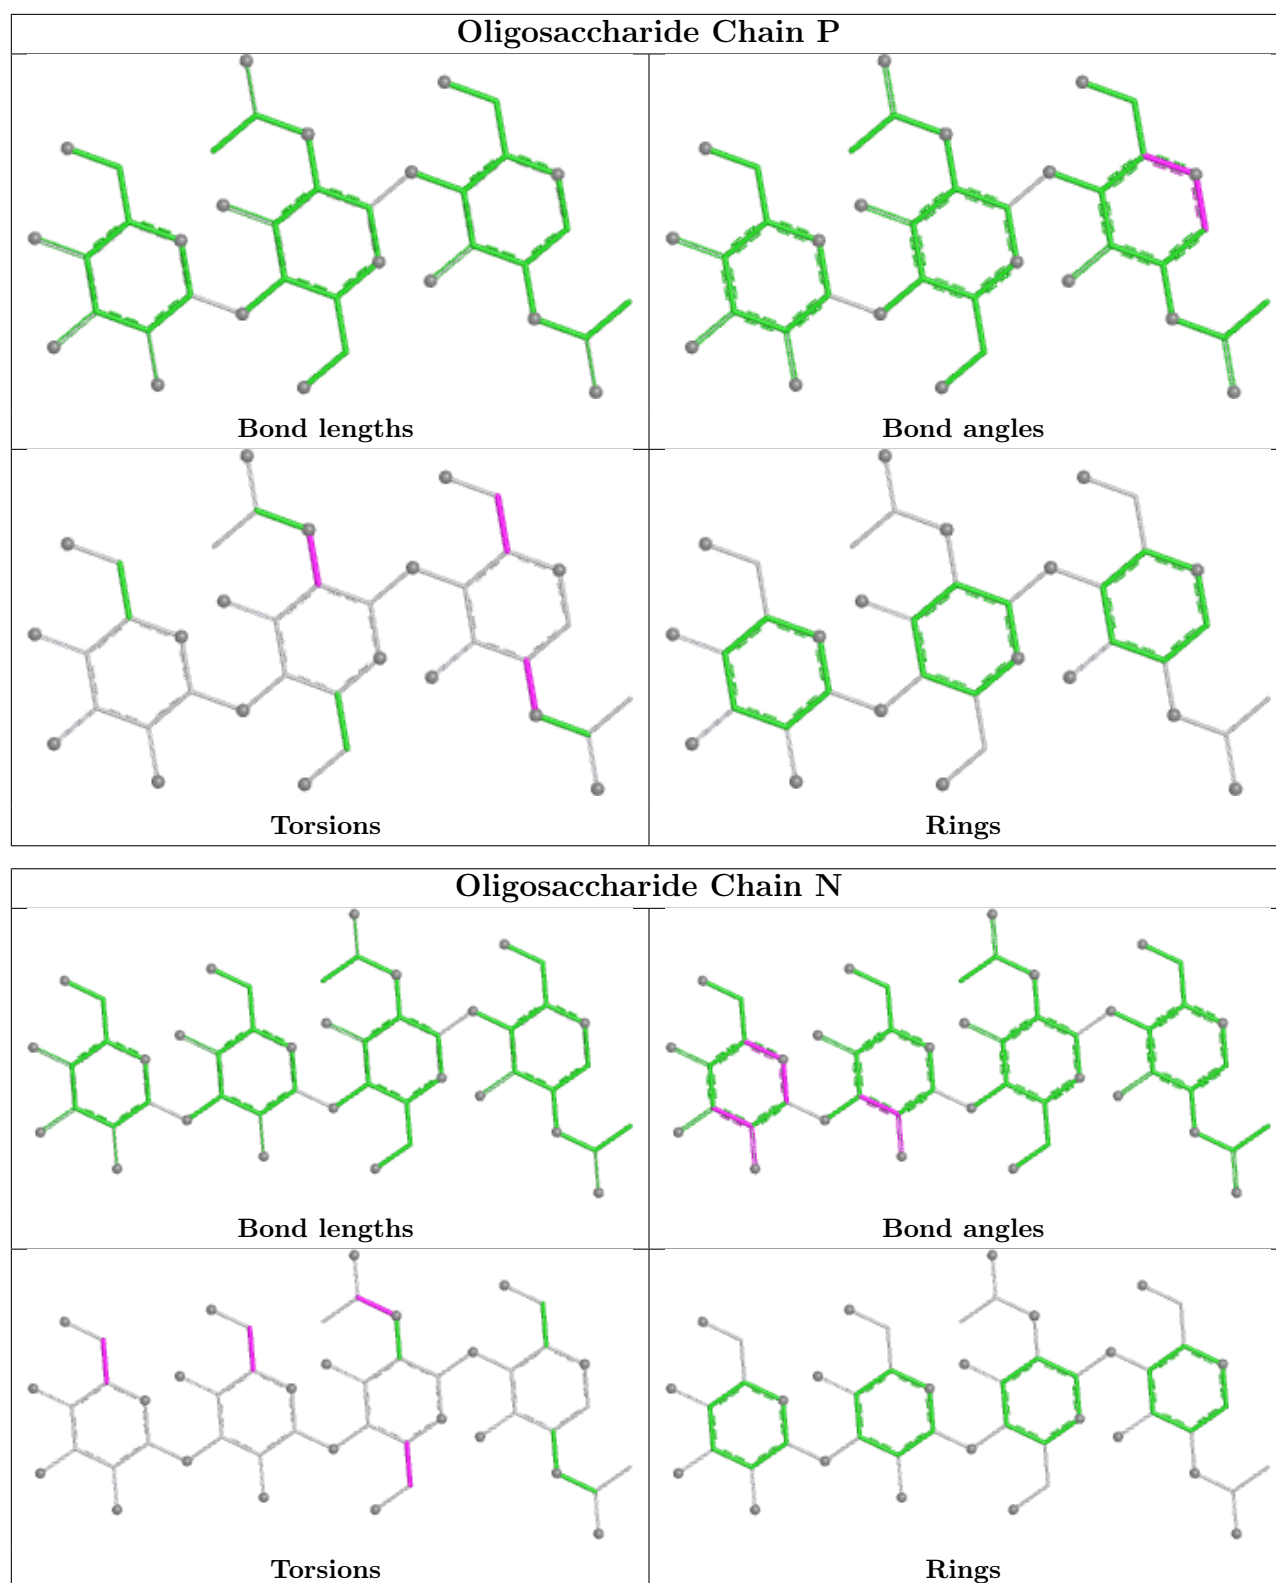 Oligosaccharide Chain P
Bond lengths
Bond angles
Torsions
Rings
Oligosaccharide Chain N
Bond lengths
Bond angles
Torsions
Rings